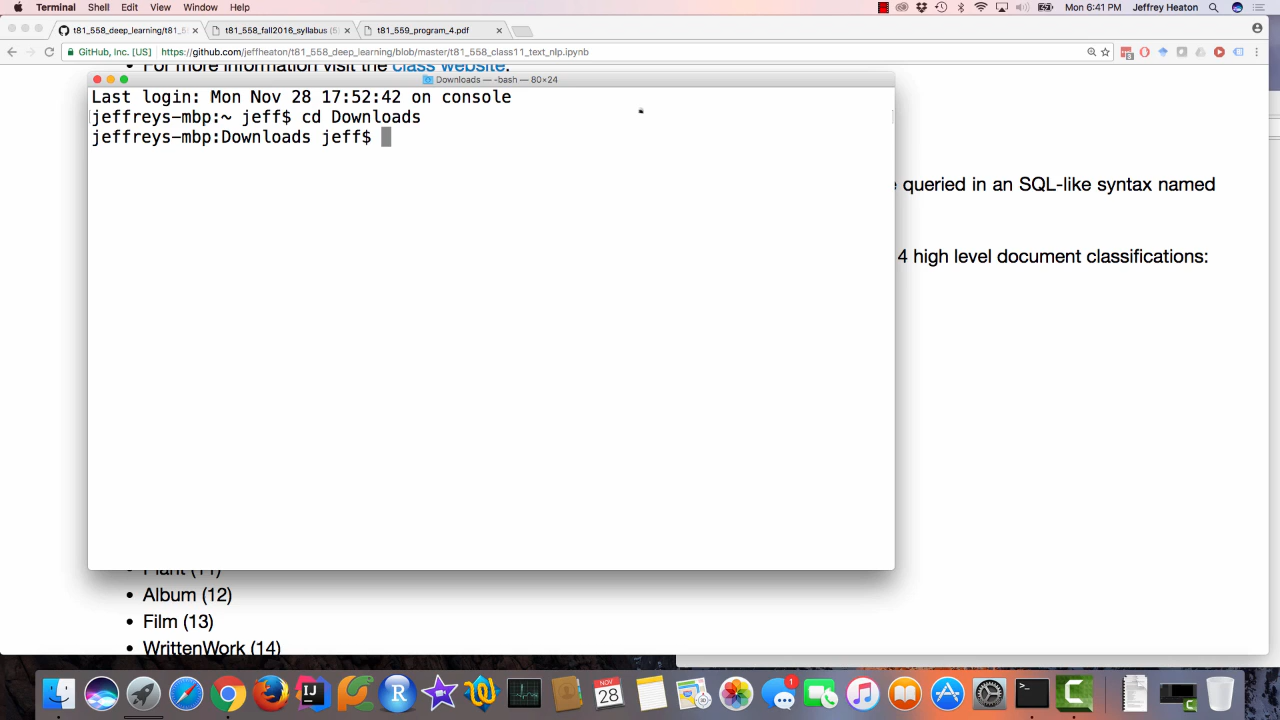 Terminal Shell Edit View Window Help
Mon 6:41 PM Jeffrey Heaton
t81_558_deep_learning/t81_5
t81_558_fall2016_syllabus (5
t81_559_program_4.pdf
GitHub, Inc. [US] https://github.com/jeffheaton/t81_558_deep_learning/blob/master/t81_558_class11_text_nlp.ipynb
For more information visit the class website.
Downloads — -bash — 80×24
Last login: Mon Nov 28 17:52:42 on console
jeffreys-mbp:~ jeff$ cd Downloads
jeffreys-mbp:Downloads jeff$
queried in an SQL-like syntax named
4 high level document classifications:
Plant (11)
• Album (12)
• Film (13)
• WrittenWork (14)
NOV
28
1